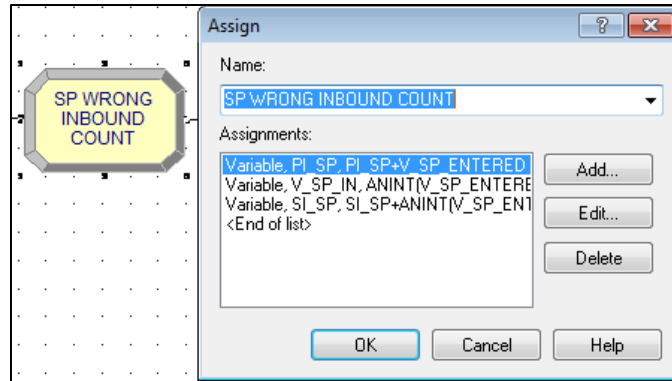 SP WRONG
INBOUND
COUNT
Assign
?
Name:
SP WRONG INBOUND COUNT
Assignments:
Variable, PI_SP, PI_SP+V_SP_ENTERED
Variable, V_SP_IN, ANINT(V_SP_ENTERE
Variable, SI_SP, SI_SP+ANINT(V_SP_ENT
<End of list>
Add...
Edit...
Delete
OK Cancel Help